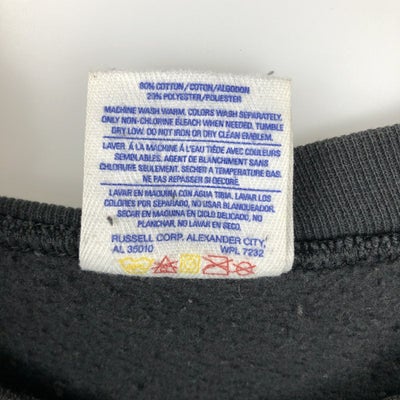 80% COTTON/COTON/ALGODON
20% POLYESTER/POLIESTER
MACHINE WASH WARM, COLORS WASH SEPARATELY.
ONLY NON-CHLORINE BLEACH WHEN NEEDED, TUMBLE
DRY LOW. DO NOT IRON OR DRY CLEAN EMBLEM.
LAVER À LA MACHINE À L'EAU TIÈDE AVEC COULEURS
SEMBLABLES. AGENT DE BLANCHIMENT SANS
CHLORE SEULEMENT. SECHER A TEMPERATURE BAS.
NE PAS REPASSER SI DÉCORÉ.
LAVAR EN MAQUINA CON AGUA TIBIA. LAVAR LOS
COLORES POR SEPARADO, NO USAR BLANQUEADOR.
SECAR EN MAQUINA EN CICLO DELICADO, NO
PLANCHAR, NO LAVAR EN SECO.
RUSSELL CORP. ALEXANDER CITY,
AL 35010 WPL 7232